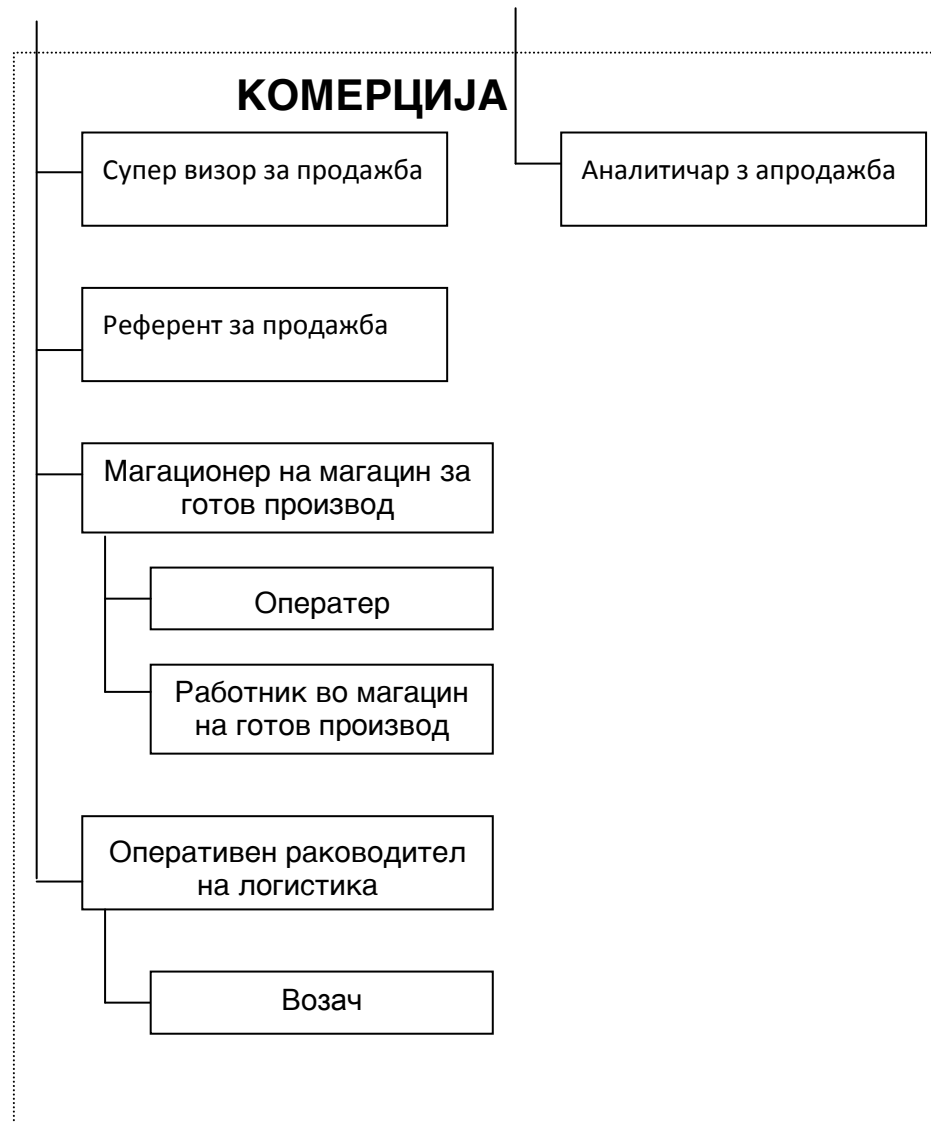 КОМЕРЦИЈА
Супер визор за продажба
Аналитичар з апродажба
Референт за продажба
Магационер на магацин за
готов производ
Оператер
Работник во магацин
на готов производ
Оперативен раководител
на логистика
Возач